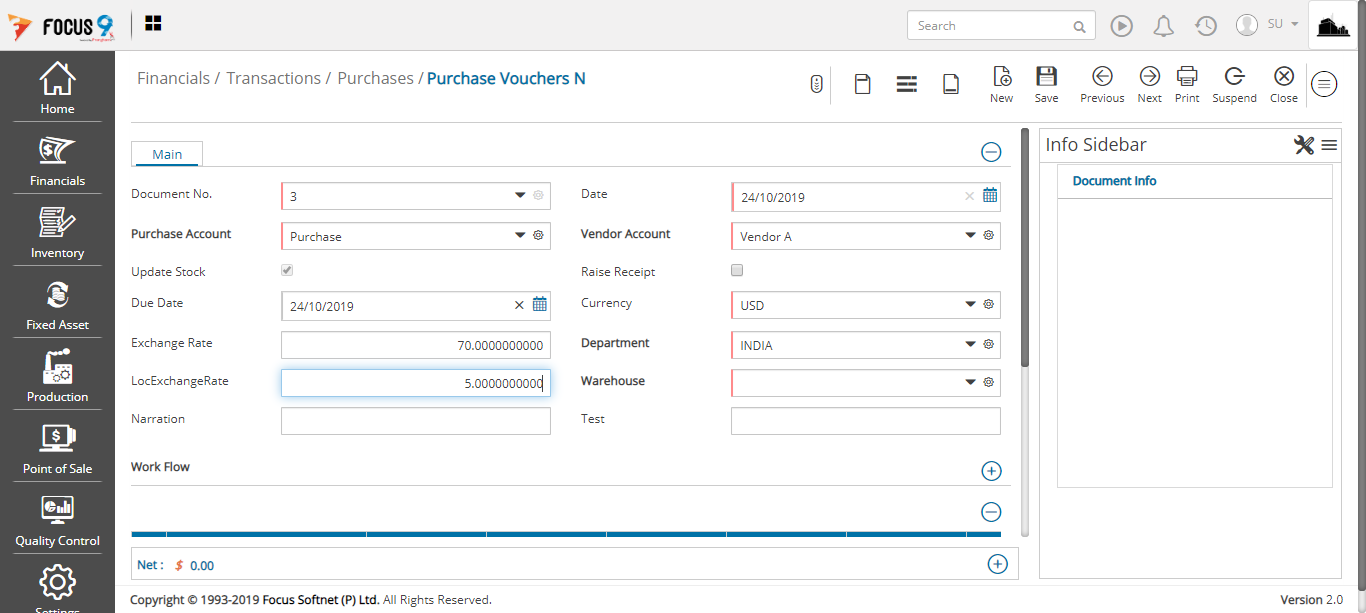 FOCUS 9
Search
SU
Home
Financials
Inventory
Fixed Asset
Production
Point of Sale
Quality Control
Settings
Financials / Transactions / Purchases / Purchase Vouchers N
New
Save
Previous
Next
Print
Suspend
Close
Main
Document No.
3
Date
24/10/2019
Purchase Account
Purchase
Vendor Account
Vendor A
Update Stock
Raise Receipt
Due Date
24/10/2019
Currency
USD
Exchange Rate
70.0000000000
Department
INDIA
LocExchangeRate
5.0000000000
Warehouse
Narration
Test
Work Flow
Net : $ 0.00
Info Sidebar
Document Info
Copyright © 1993-2019 Focus Softnet (P) Ltd. All Rights Reserved.
Version 2.0